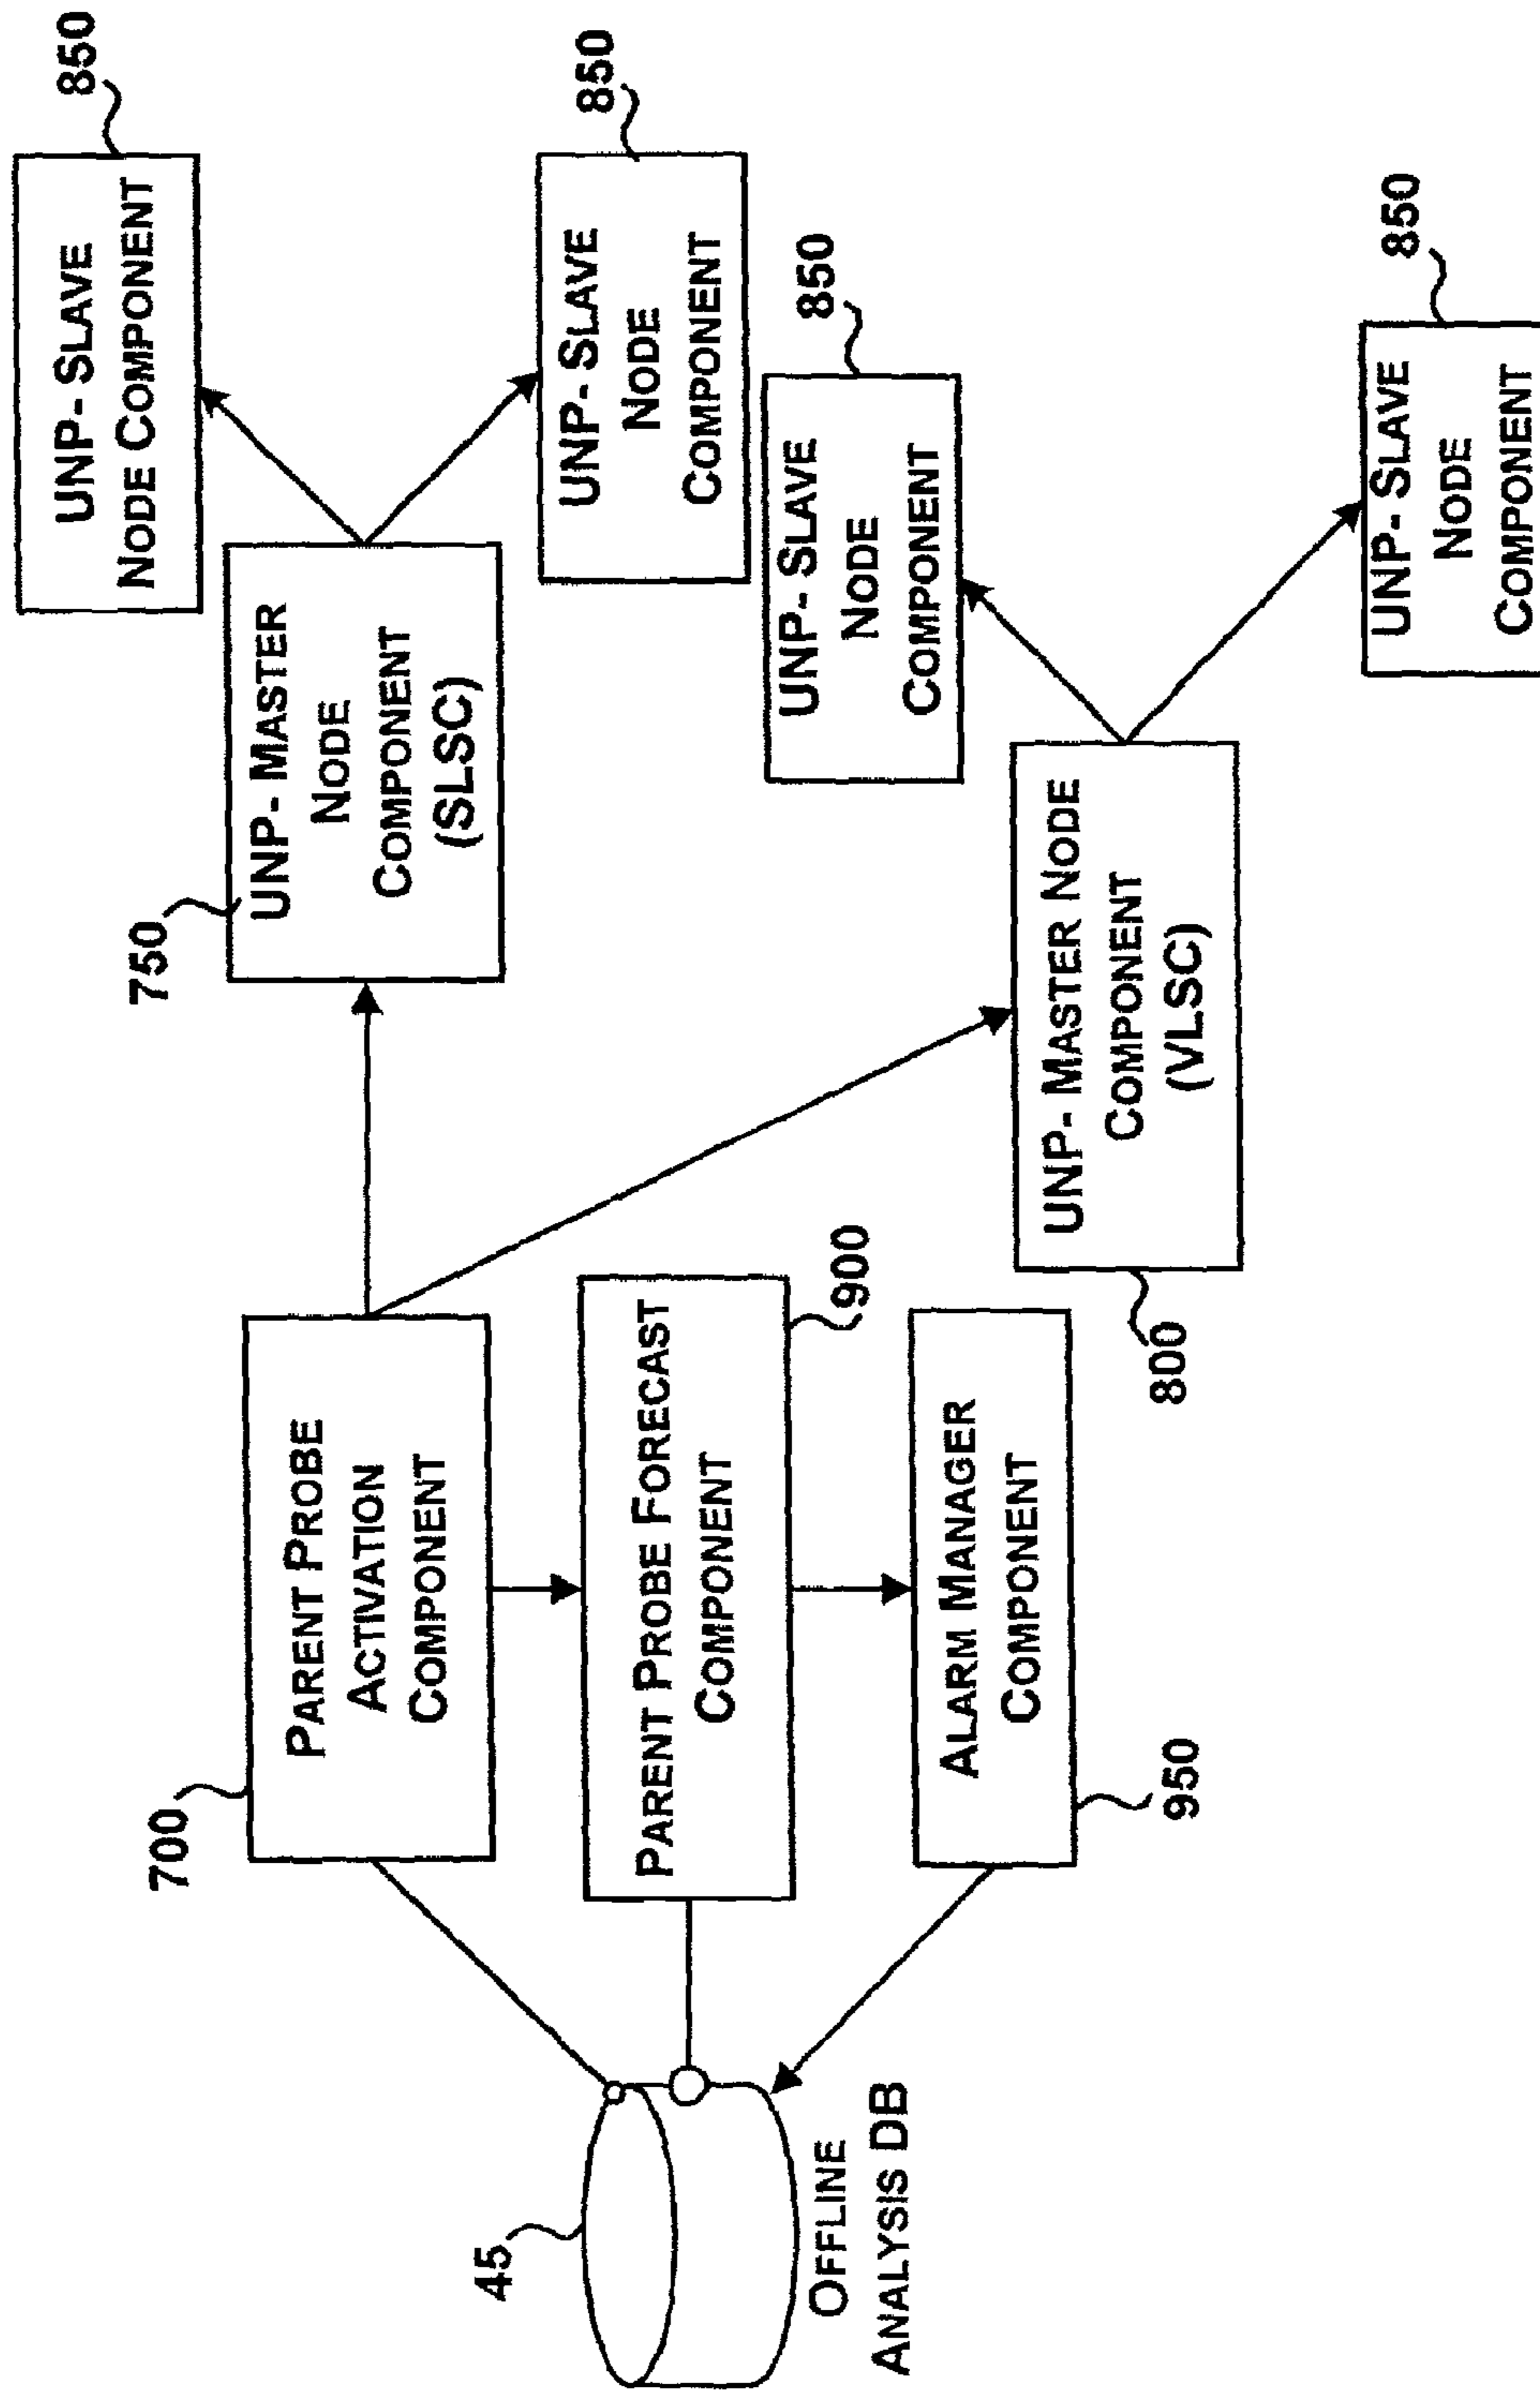 45
OFFLINE
ANALYSIS DB
700
PARENT PROBE
ACTIVATION
COMPONENT
PARENT PROBE FORECAST
COMPONENT
900
ALARM MANAGER
COMPONENT
950
750
UNP- MASTER
NODE
COMPONENT
(SLSC)
UNP- MASTER NODE
COMPONENT
(VLSC)
800
850
UNP- SLAVE
NODE COMPONENT
850
UNP- SLAVE
NODE
COMPONENT
850
UNP- SLAVE
NODE
COMPONENT
850
UNP- SLAVE
NODE
COMPONENT